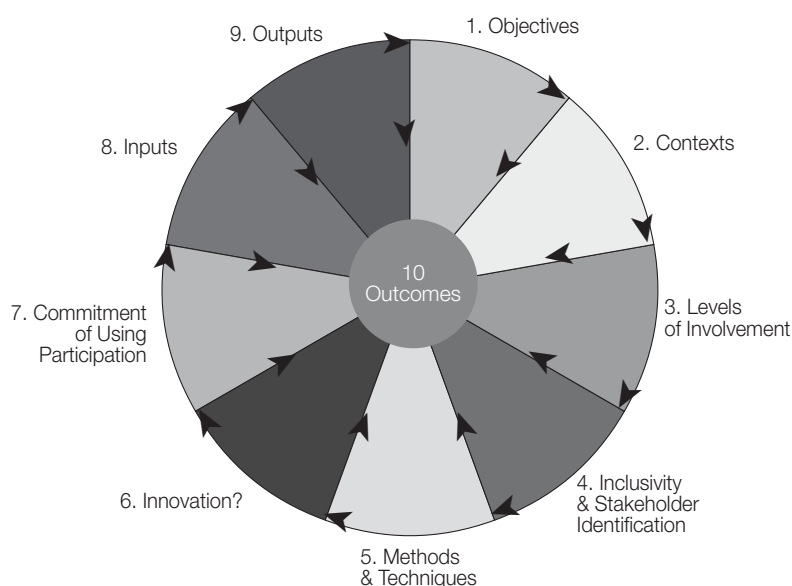 1. Objectives
2. Contexts
3. Levels
of Involvement
4. Inclusivity
& Stakeholder
Identification
5. Methods
& Techniques
6. Innovation?
7. Commitment
of Using
Participation
8. Inputs
9. Outputs
10
Outcomes